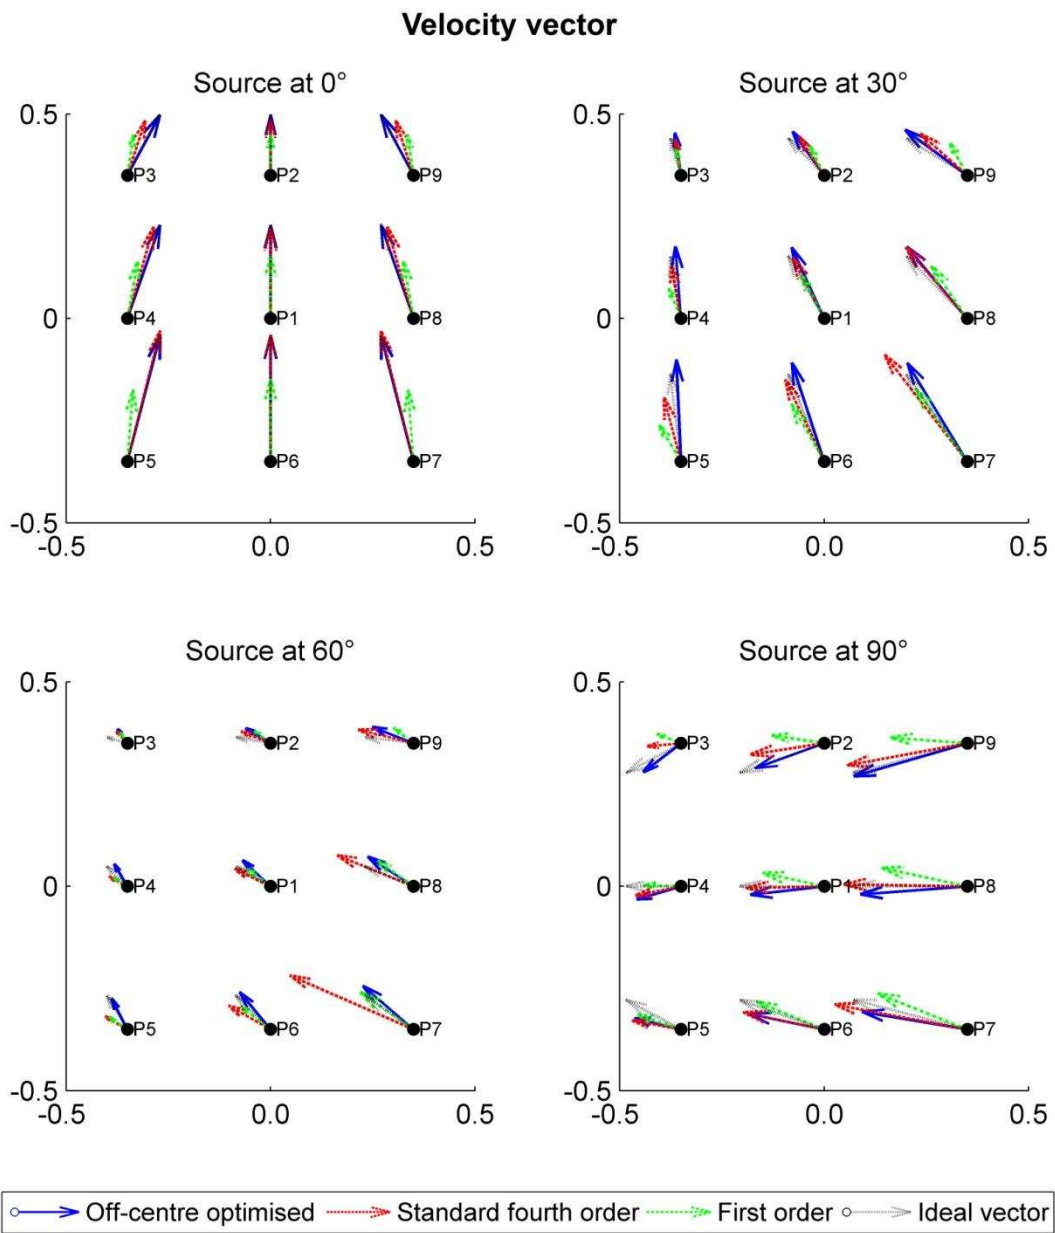 Velocity vector
Source at 0° Source at 30°
0.5 0.5
P3 P2 P9 P3 P2 P9
0 P4 P1 P8 0 P4 P1 P8
P5 P6 P7 P5 P6 P7
-0.5 -0.5
-0.5 0.0 0.5 -0.5 0.0 0.5
Source at 60° Source at 90°
0.5 0.5
P3 P2 P9 P3 P2 P9
0 P4 P1 P8 0 P4 P1 P8
P5 P6 P7 P5 P6 P7
-0.5 -0.5
-0.5 0.0 0.5 -0.5 0.0 0.5
Off-centre optimised Standard fourth order First order Ideal vector